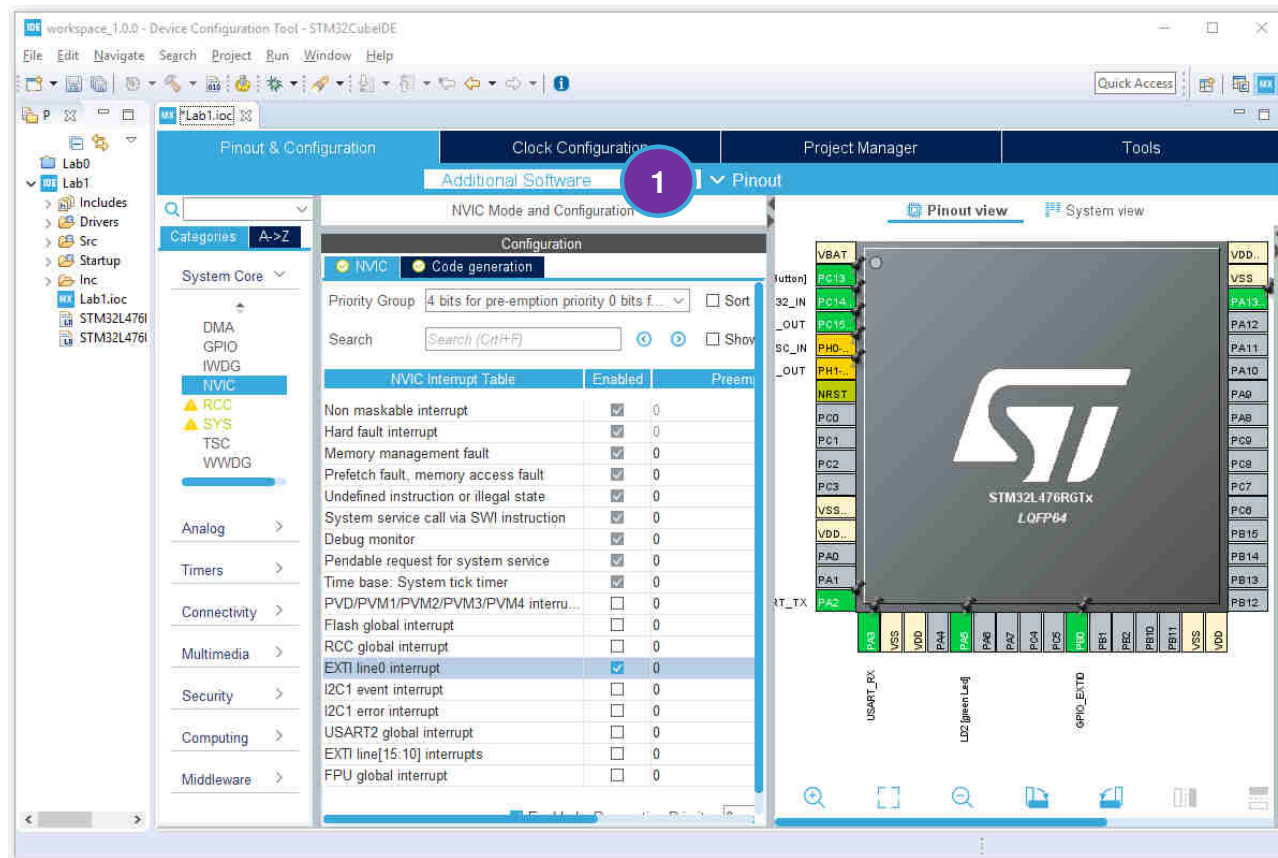 IDE workspace_1.0.0 - Device Configuration Tool - STM32CubeIDE
File Edit Navigate Search Project Run Window Help
Quick Access
P
MX *Lab1.ioc
Pinout & Configuration
Clock Configuration
Project Manager
Tools
Additional Software
1
Pinout
Lab0
IDE Lab1
Includes
Drivers
Src
Startup
Inc
MX Lab1.ioc
STM32L476
STM32L476
Categories A->Z
System Core
DMA
GPIO
IWDG
NVIC
RCC
SYS
TSC
WWDG
Analog
Timers
Connectivity
Multimedia
Security
Computing
Middleware
NVIC Mode and Configuration
Configuration
NVIC Code generation
Priority Group 4 bits for pre-emption priority 0 bits f... Sort
Search Search (Crtl+F) Show
NVIC Interrupt Table Enabled Preem
Non maskable interrupt 0
Hard fault interrupt 0
Memory management fault 0
Prefetch fault, memory access fault 0
Undefined instruction or illegal state 0
System service call via SWI instruction 0
Debug monitor 0
Pendable request for system service 0
Time base: System tick timer 0
PVD/PVM1/PVM2/PVM3/PVM4 interru... 0
Flash global interrupt 0
RCC global interrupt 0
EXTI line0 interrupt 0
I2C1 event interrupt 0
I2C1 error interrupt 0
USART2 global interrupt 0
EXTI line[15:10] interrupts 0
FPU global interrupt 0
Pinout view System view
VBAT
Button] PC13..
32_IN PC14..
_OUT PC15..
SC_IN PH0-..
_OUT PH1-..
NRST
PC0
PC1
PC2
PC3
VSS..
VDD..
PA0
PA1
RT_TX PA2
ST
STM32L476RGTx
LQFP64
VDD..
VSS
PA13..
PA12
PA11
PA10
PA9
PA8
PC9
PC8
PC7
PC6
PB15
PB14
PB13
PB12
PA3 VSS VDD PA4 PA5 PA6 PA7 PC4 PC5 PB0 PB1 PB2 PB10 PB11 VSS VDD
USART_RX
LD2 [green Led]
GPIO_EXTI0